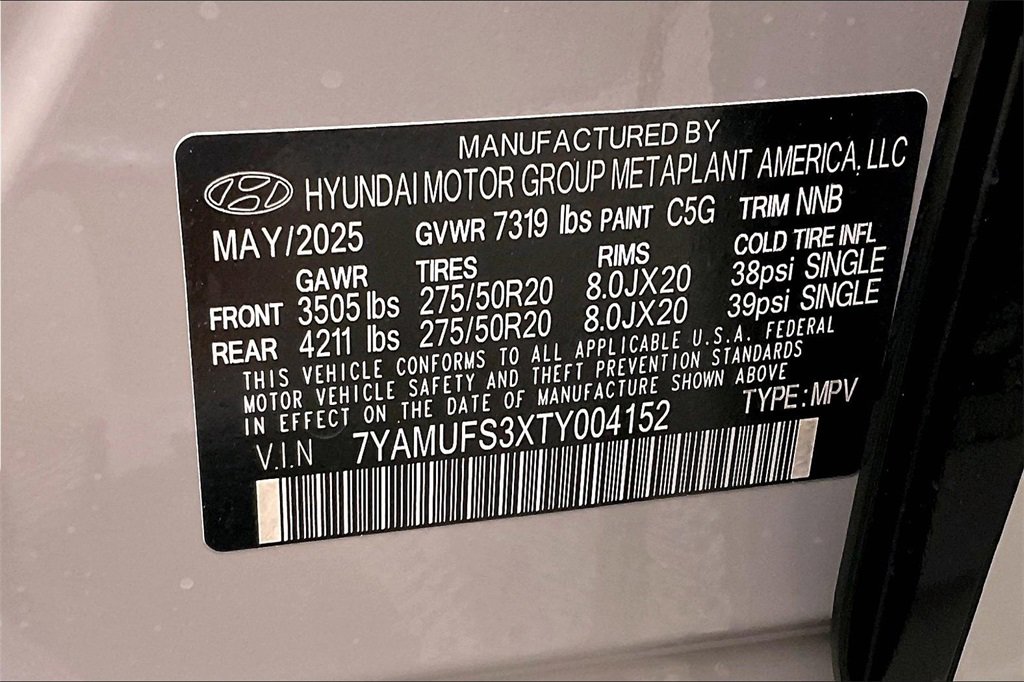 MANUFACTURED BY
HYUNDAI MOTOR GROUP METAPLANT AMERICA, LLC
MAY/2025 GVWR 7319 lbs PAINT C5G TRIM NNB
GAWR TIRES RIMS COLD TIRE INFL
FRONT 3505 lbs 275/50R20 8.0JX20 38psi SINGLE
REAR 4211 lbs 275/50R20 8.0JX20 39psi SINGLE
THIS VEHICLE CONFORMS TO ALL APPLICABLE U.S.A. FEDERAL
MOTOR VEHICLE SAFETY AND THEFT PREVENTION STANDARDS
IN EFFECT ON THE DATE OF MANUFACTURE SHOWN ABOVE
V.I.N 7YAMUFS3XTY004152 TYPE: MPV